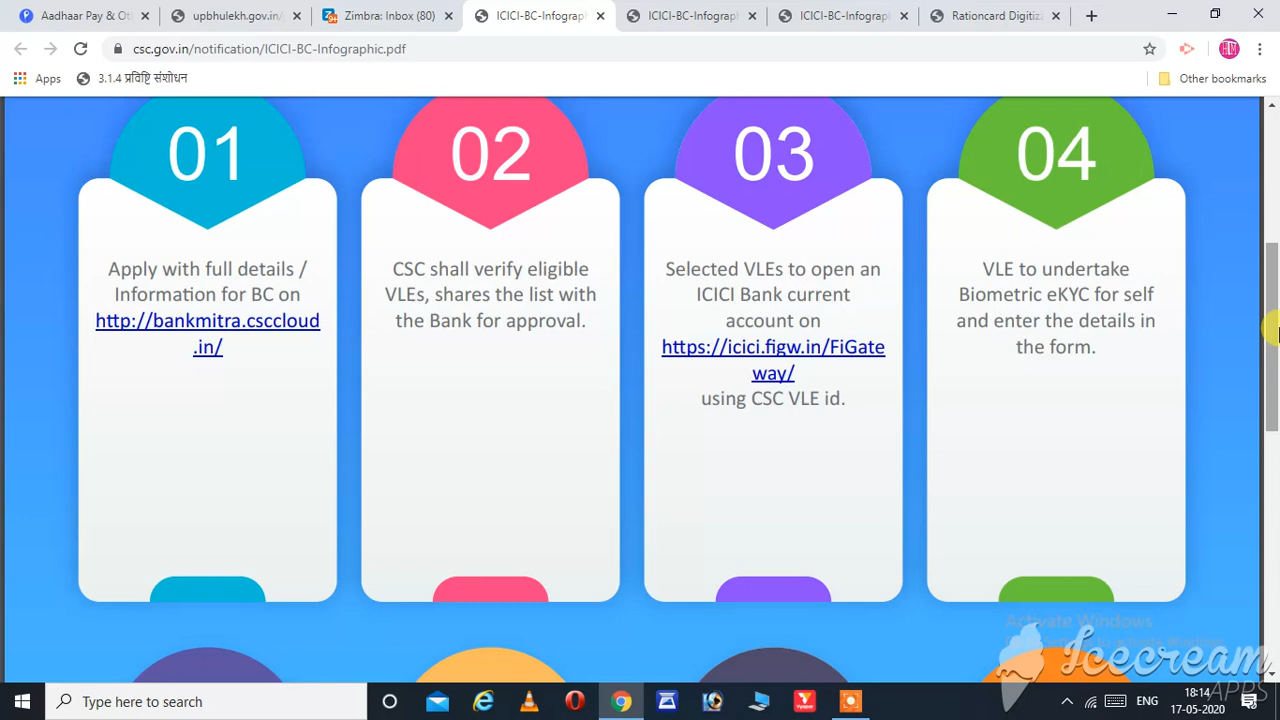 Aadhaar Pay & Ot
upbhulekh.gov.in/
Zimbra: Inbox (80)
ICICI-BC-Infograph
ICICI-BC-Infograp
ICICI-BC-Infograp
Rationcard Digitiz
csc.gov.in/notification/ICICI-BC-Infographic.pdf
Apps
3.1.4 प्रविष्टि संशोधन
Other bookmarks
01
02
03
04
Apply with full details /
Information for BC on
http://bankmitra.csccloud
.in/
CSC shall verify eligible
VLEs, shares the list with
the Bank for approval.
Selected VLEs to open an
ICICI Bank current
account on
https://icici.figw.in/FiGate
way/
using CSC VLE id.
VLE to undertake
Biometric eKYC for self
and enter the details in
the form.
Activate Windows
Icecream
APPS
Type here to search
ENG
18:14
17-05-2020